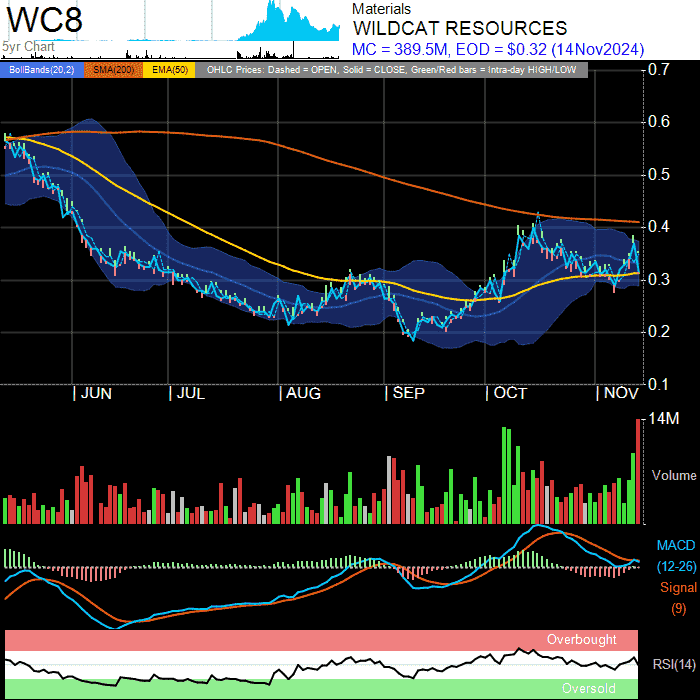 WC8
5yr Chart
Materials
WILDCAT RESOURCES
MC = 389.5M, EOD = $0.32 (14Nov2024)
BollBands(20,2) SMA(200) EMA(50) OHLC Prices: Dashed = OPEN, Solid = CLOSE, Green/Red bars = Intra-day HIGH/LOW
0.7
0.6
0.5
0.4
0.3
0.2
0.1
JUN JUL AUG SEP OCT NOV
14M
Volume
MACD
(12-26)
Signal
(9)
Overbought
RSI(14)
Oversold